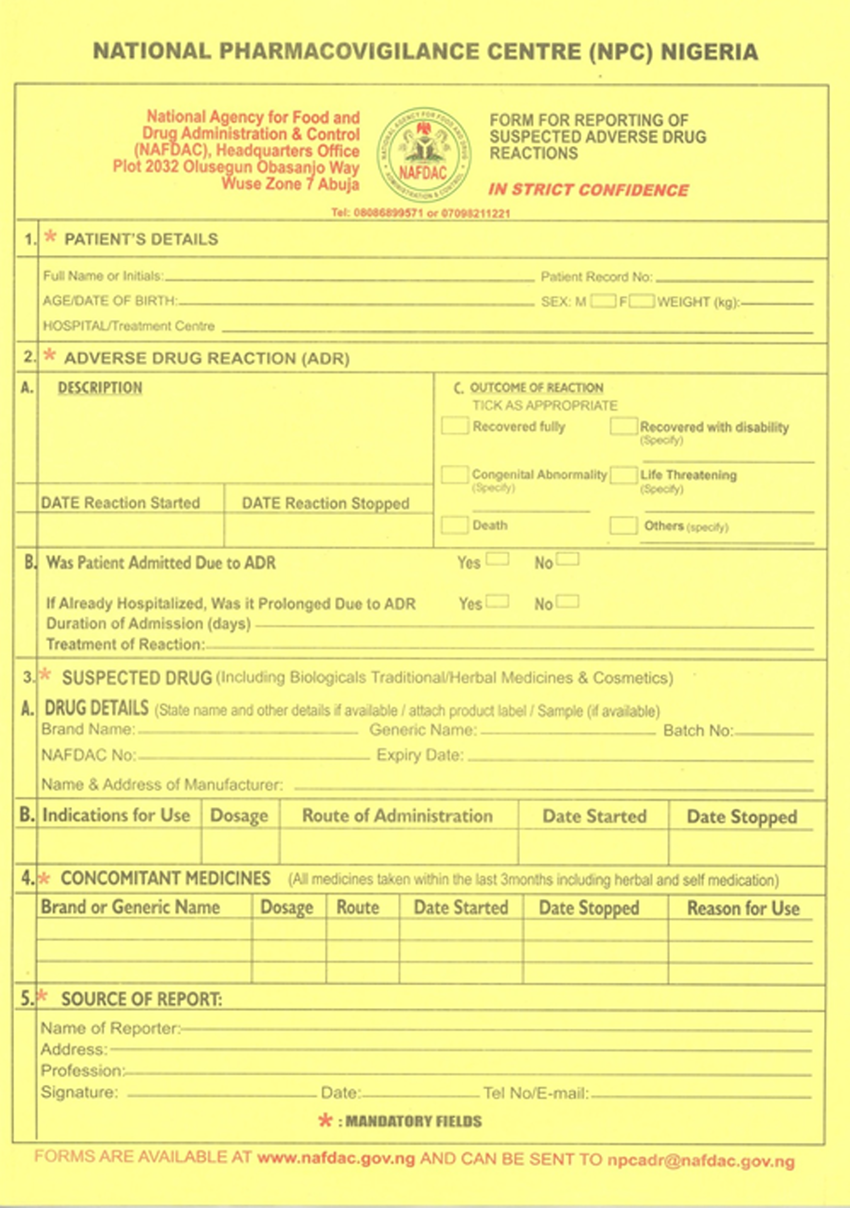 NATIONAL PHARMACOVIGILANCE CENTRE (NPC) NIGERIA
National Agency for Food and
Drug Administration & Control
(NAFDAC), Headquarters Office
Plot 2032 Olusegun Obasanjo Way
Wuse Zone 7 Abuja
NATIONAL AGENCY FOR FOOD AND DRUG
ADMINISTRATION & CONTROL
NAFDAC
FORM FOR REPORTING OF
SUSPECTED ADVERSE DRUG
REACTIONS
IN STRICT CONFIDENCE
Tel: 08086899571 or 07098211221
1. * PATIENT'S DETAILS
Full Name or Initials: Patient Record No:
AGE/DATE OF BIRTH: SEX: M F WEIGHT (kg):
HOSPITAL/Treatment Centre
2. * ADVERSE DRUG REACTION (ADR)
A. DESCRIPTION
DATE Reaction Started DATE Reaction Stopped
C. OUTCOME OF REACTION
TICK AS APPROPRIATE
Recovered fully Recovered with disability
(Specify)
Congenital Abnormality Life Threatening
(Specify) (Specify)
Death Others (specify)
B. Was Patient Admitted Due to ADR Yes No
If Already Hospitalized, Was it Prolonged Due to ADR Yes No
Duration of Admission (days)
Treatment of Reaction:
3. * SUSPECTED DRUG (Including Biologicals Traditional/Herbal Medicines & Cosmetics)
A. DRUG DETAILS (State name and other details if available / attach product label / Sample (if available)
Brand Name: Generic Name: Batch No:
NAFDAC No: Expiry Date:
Name & Address of Manufacturer:
B. Indications for Use Dosage Route of Administration Date Started Date Stopped
4. * CONCOMITANT MEDICINES (All medicines taken within the last 3months including herbal and self medication)
Brand or Generic Name Dosage Route Date Started Date Stopped Reason for Use
5. * SOURCE OF REPORT:
Name of Reporter:
Address:
Profession:
Signature: Date: Tel No/E-mail:
* : MANDATORY FIELDS
FORMS ARE AVAILABLE AT www.nafdac.gov.ng AND CAN BE SENT TO npcadr@nafdac.gov.ng